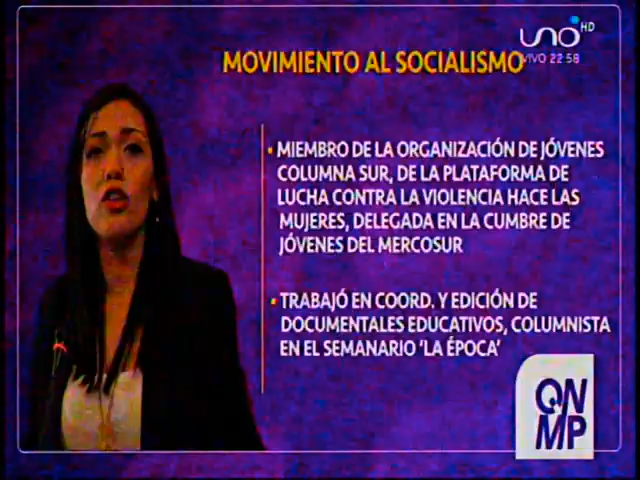 UNO HD
VIVO 22:58
MOVIMIENTO AL SOCIALISMO
• MIEMBRO DE LA ORGANIZACIÓN DE JÓVENES
COLUMNA SUR, DE LA PLATAFORMA DE
LUCHA CONTRA LA VIOLENCIA HACE LAS
MUJERES, DELEGADA EN LA CUMBRE DE
JÓVENES DEL MERCOSUR
• TRABAJÓ EN COORD. Y EDICIÓN DE
DOCUMENTALES EDUCATIVOS, COLUMNISTA
EN EL SEMANARIO 'LA ÉPOCA'
QN
MP